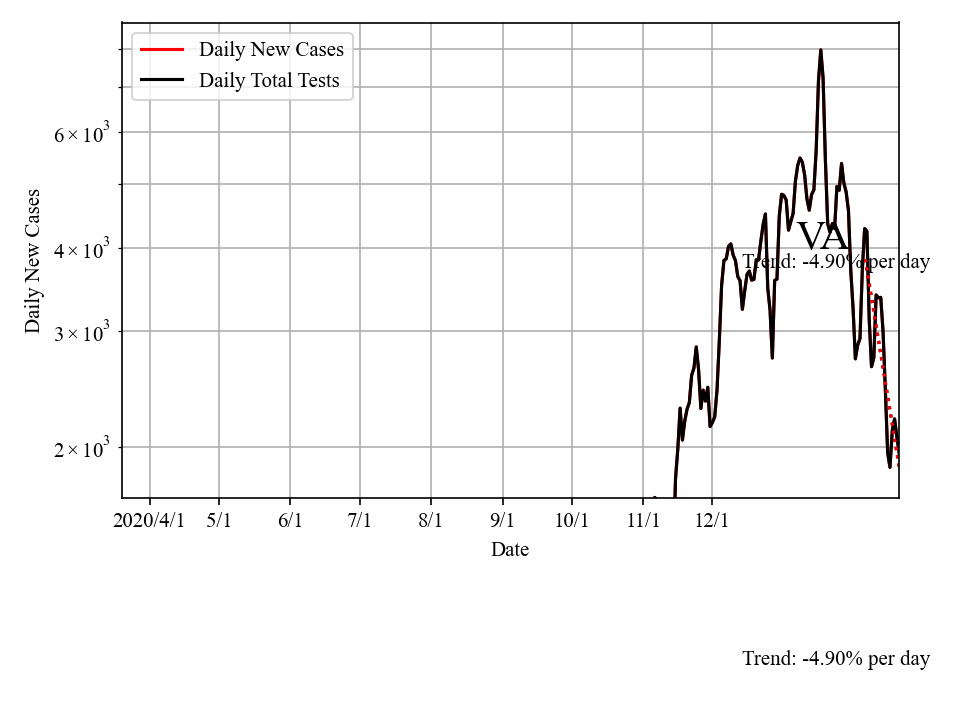 Daily New Cases
Daily Total Tests
6 × 10³
4 × 10³
3 × 10³
2 × 10³
Daily New Cases
VA
Trend: -4.90% per day
2020/4/1 5/1 6/1 7/1 8/1 9/1 10/1 11/1 12/1
Date
Trend: -4.90% per day